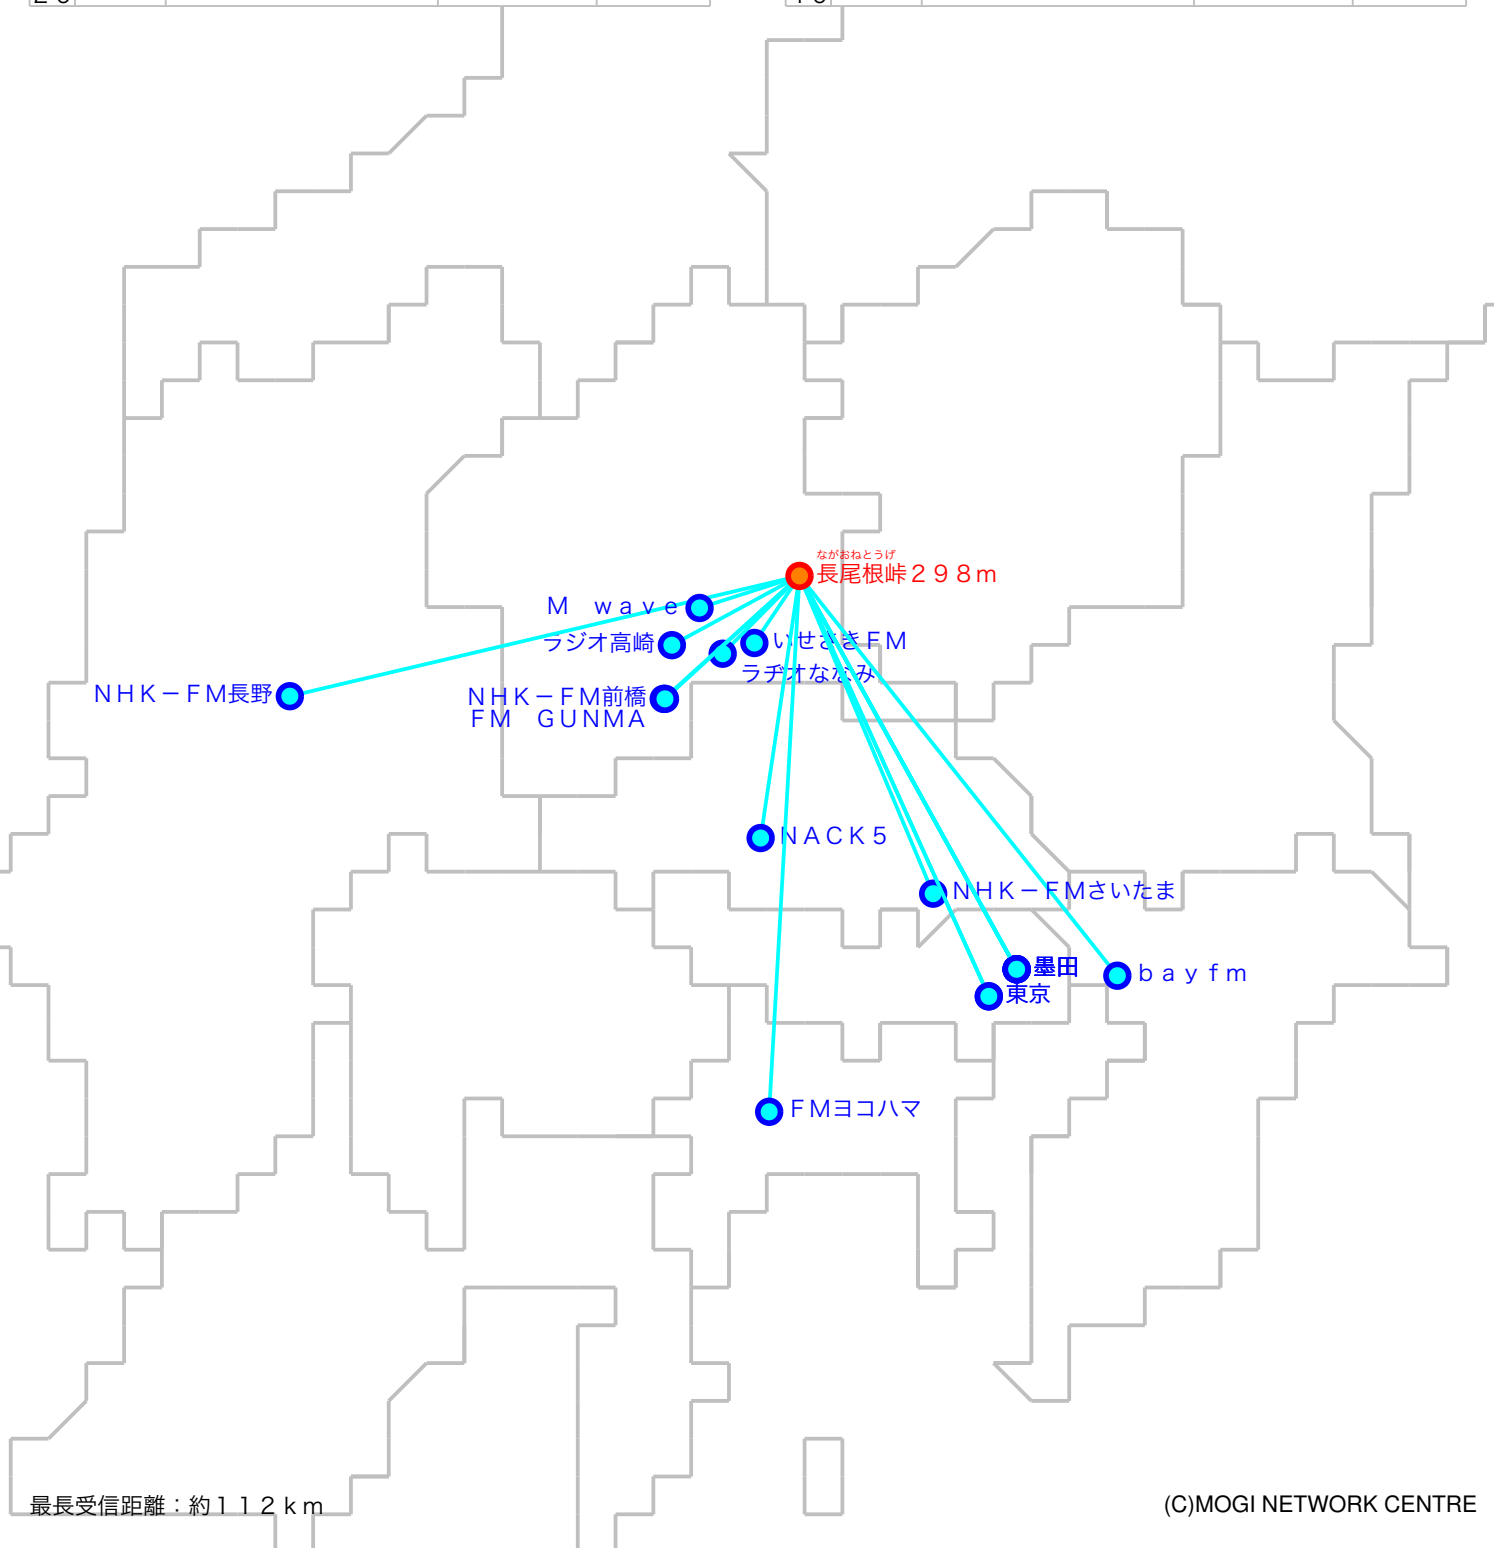 ながおねとうげ
長尾根峠２９８ｍ
Ｍ　ｗａｖｅ
ラジオ高崎
いせさきＦＭ
ラヂオななみ
ＮＨＫ－ＦＭ長野
ＮＨＫ－ＦＭ前橋
ＦＭ　ＧＵＮＭＡ
ＮＡＣＫ５
ＮＨＫ－ＦＭさいたま
墨田
ｂａｙｆｍ
東京
ＦＭヨコハマ
最長受信距離：約１１２ｋｍ
(C)MOGI NETWORK CENTRE